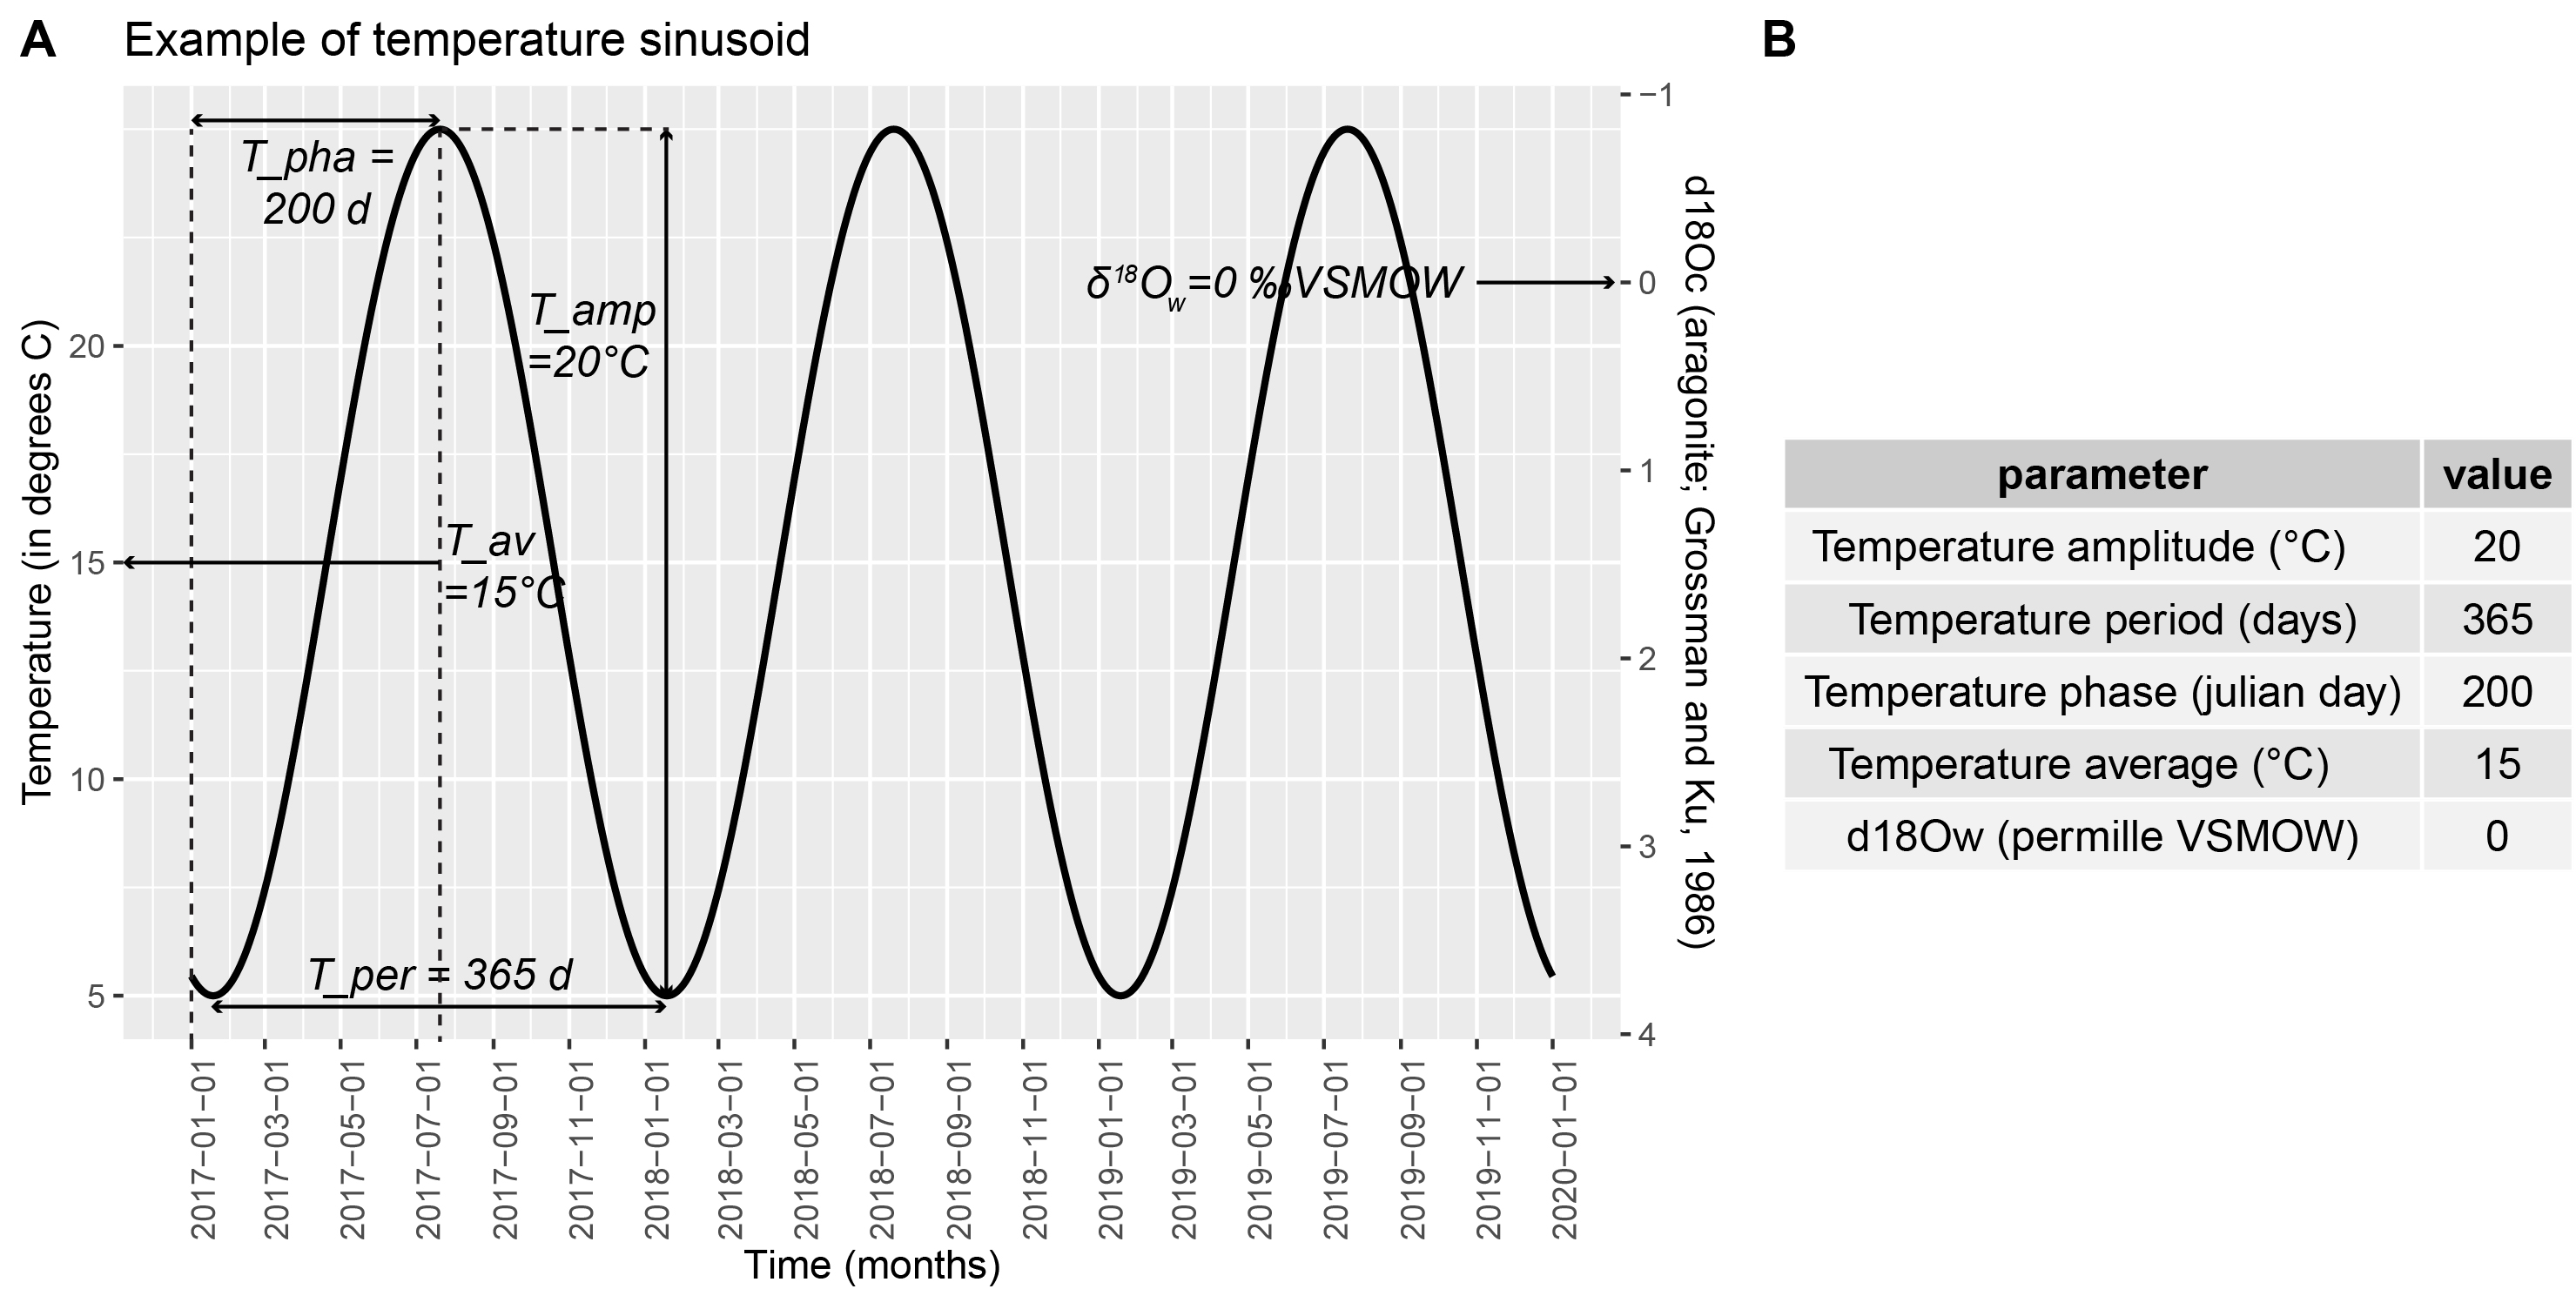 A
Example of temperature sinusoid
B
T_pha =
200 d
T_amp
=20°C
T_av
=15°C
T_per = 365 d
δ¹⁸Ow=0 ‰VSMOW
Temperature (in degrees C)
20
15
10
5
−1
0
1
2
3
4
d18Oc (aragonite; Grossman and Ku, 1986)
2017−01−01
2017−03−01
2017−05−01
2017−07−01
2017−09−01
2017−11−01
2018−01−01
2018−03−01
2018−05−01
2018−07−01
2018−09−01
2018−11−01
2019−01−01
2019−03−01
2019−05−01
2019−07−01
2019−09−01
2019−11−01
2020−01−01
Time (months)
parameter value
Temperature amplitude (°C) 20
Temperature period (days) 365
Temperature phase (julian day) 200
Temperature average (°C) 15
d18Ow (permille VSMOW) 0